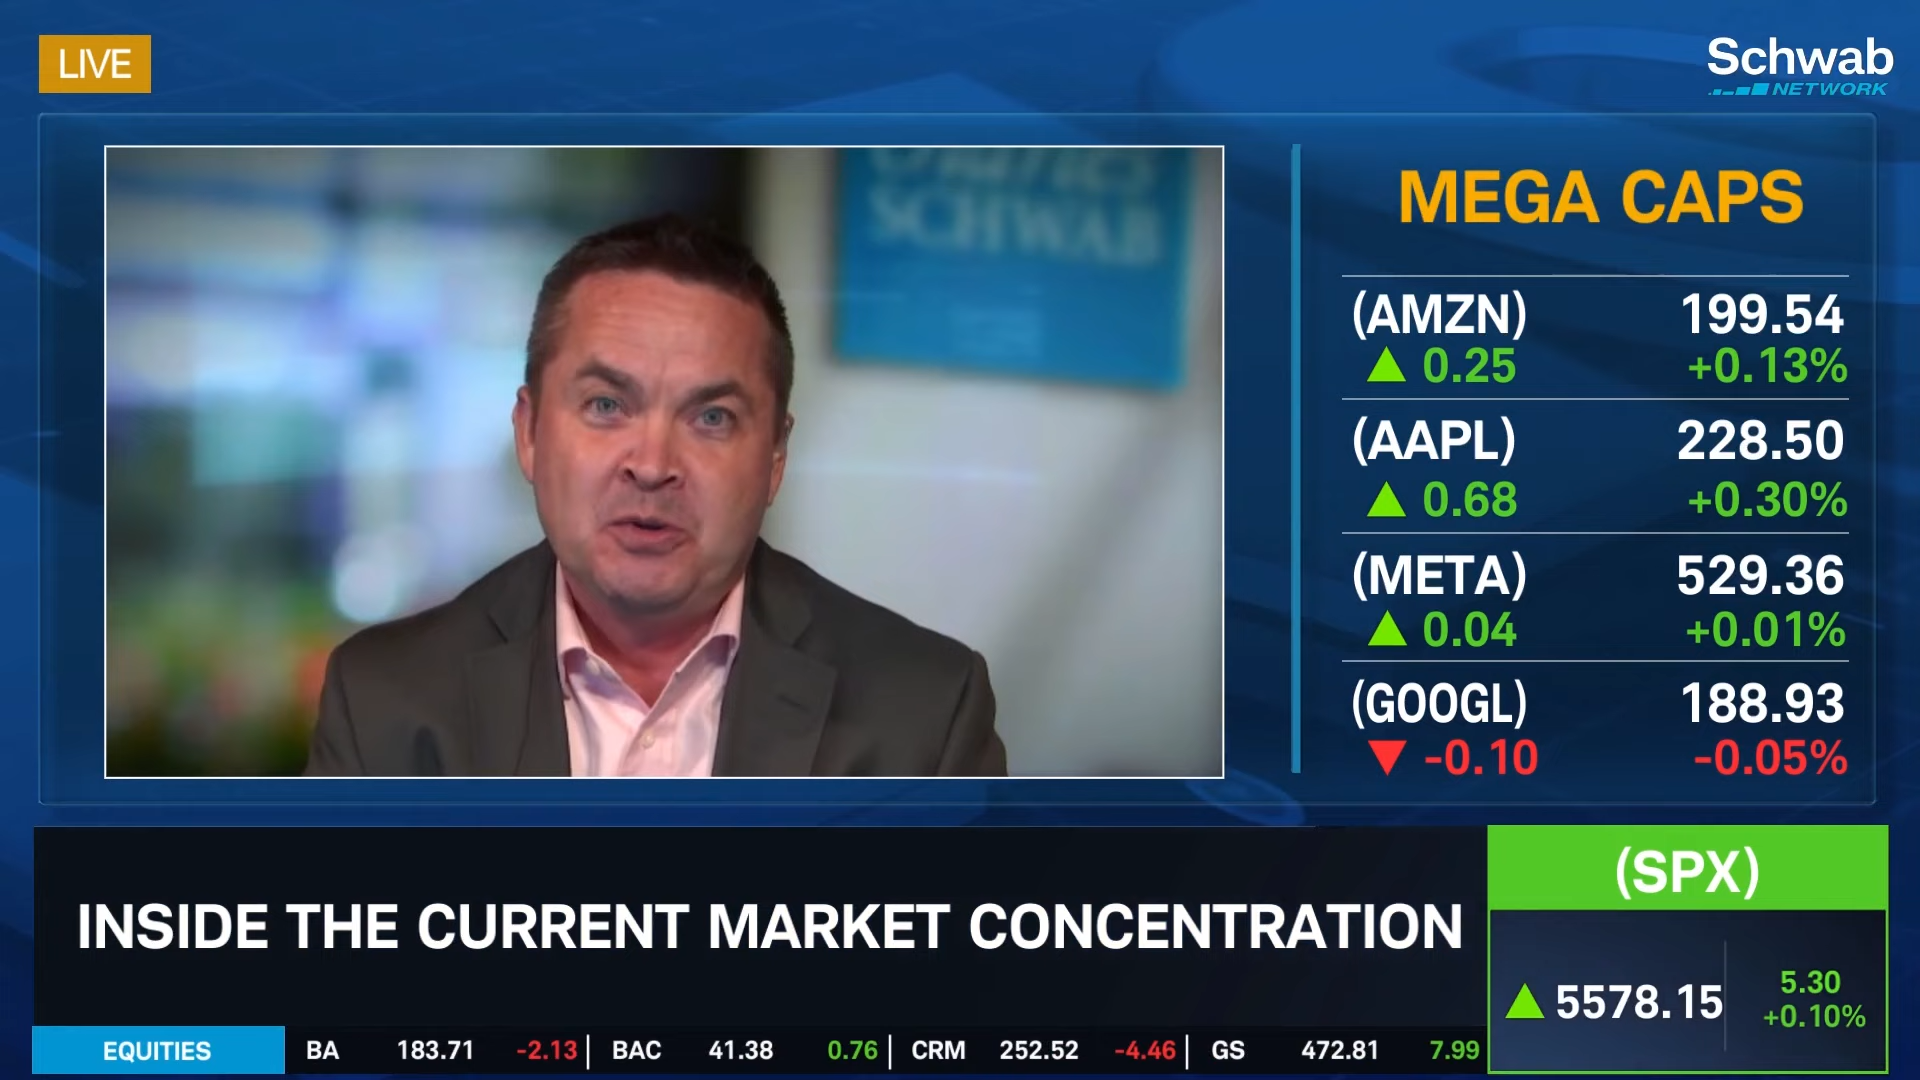 LIVE
Schwab
NETWORK
SCHWAB
MEGA CAPS
(AMZN) 199.54
▲ 0.25 +0.13%
(AAPL) 228.50
▲ 0.68 +0.30%
(META) 529.36
▲ 0.04 +0.01%
(GOOGL) 188.93
▼ -0.10 -0.05%
INSIDE THE CURRENT MARKET CONCENTRATION
(SPX)
▲ 5578.15
5.30
+0.10%
EQUITIES BA 183.71 -2.13 | BAC 41.38 0.76 | CRM 252.52 -4.46 | GS 472.81 7.99